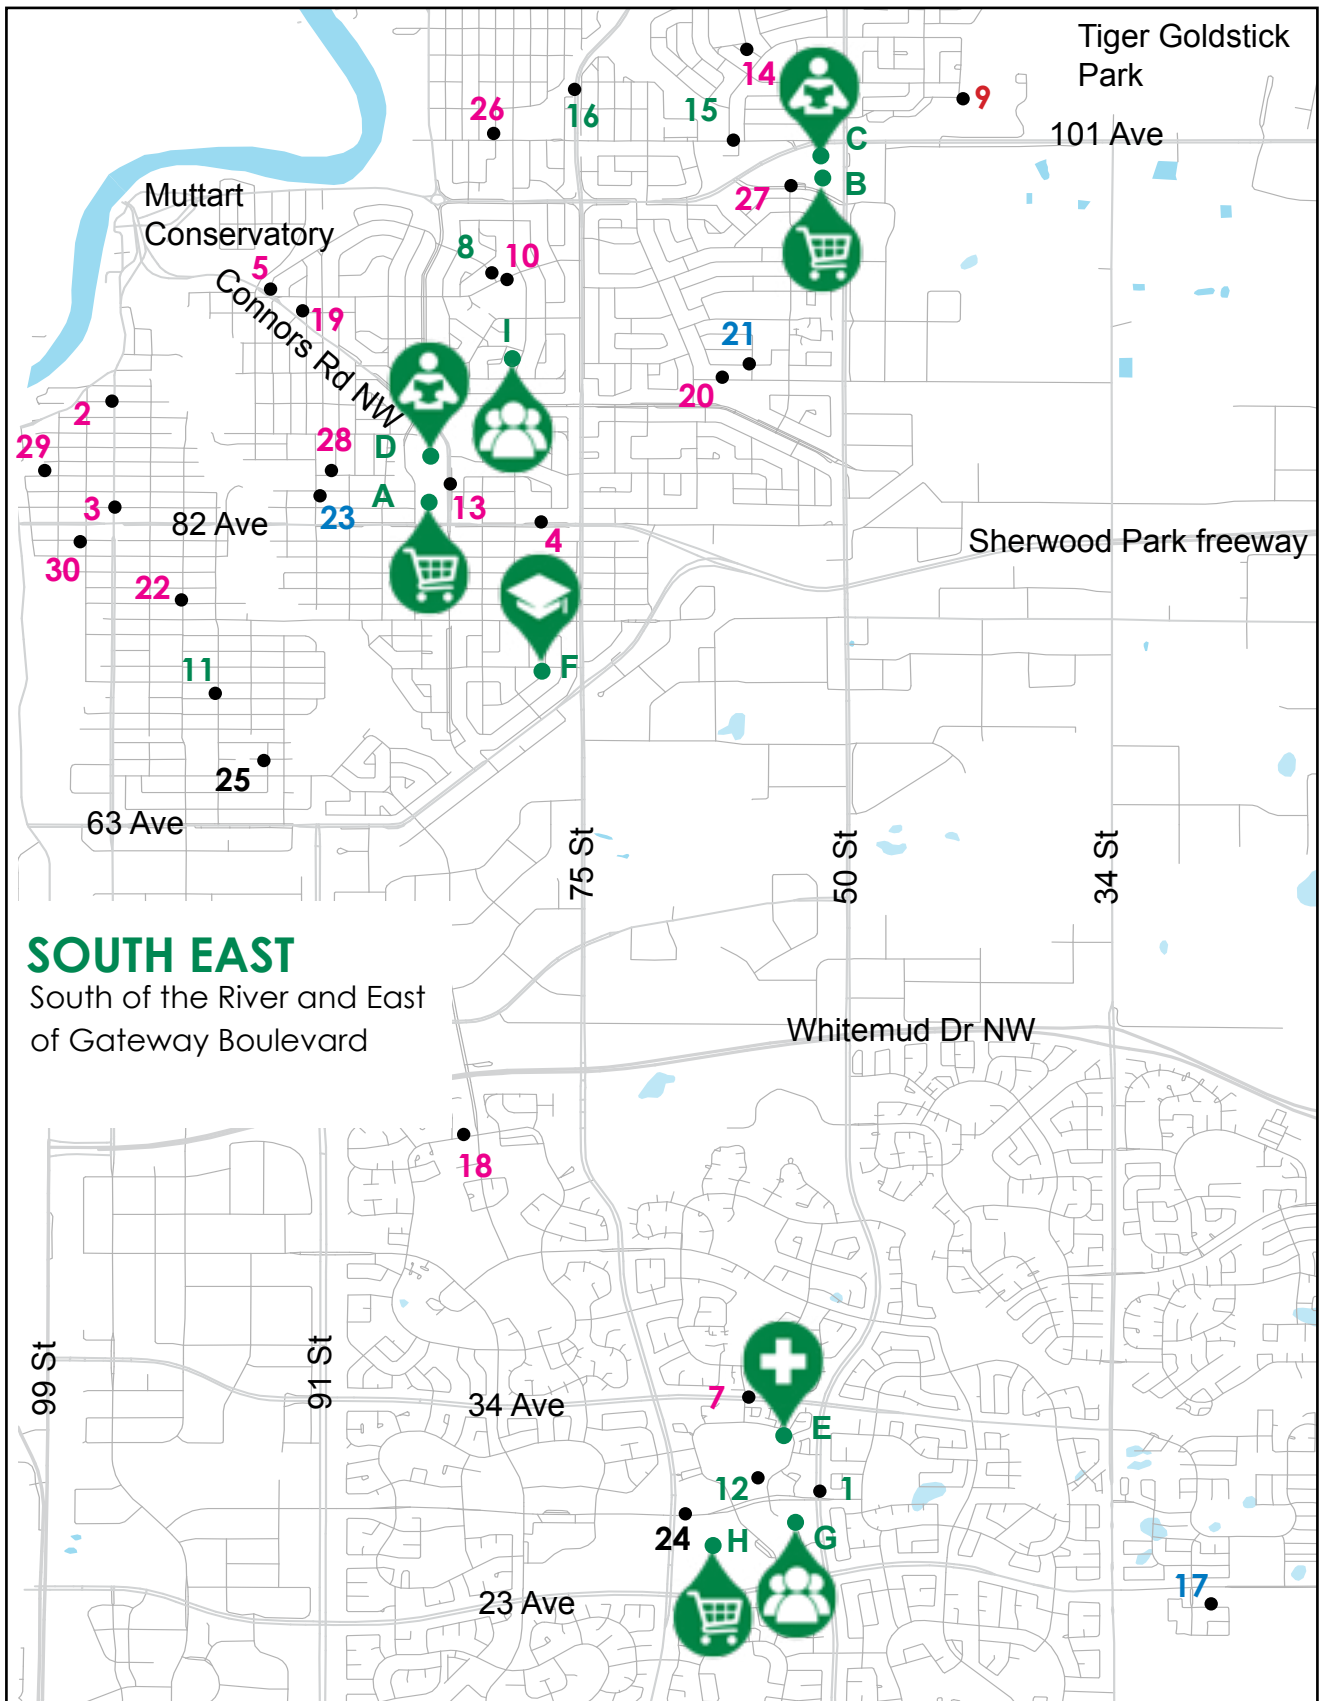 Tiger Goldstick
Park
14
9
26
16
15
101 Ave
C
B
27
Muttart
Conservatory
8
10
5
Connors Rd NW
19
I
21
20
2
29
28
D
A
3
23
13
82 Ave
4
Sherwood Park freeway
30
22
11
F
25
63 Ave
75 St
50 St
34 St
SOUTH EAST
South of the River and East
of Gateway Boulevard
Whitemud Dr NW
18
99 St
91 St
34 Ave
7
E
12
1
24
H
G
23 Ave
17